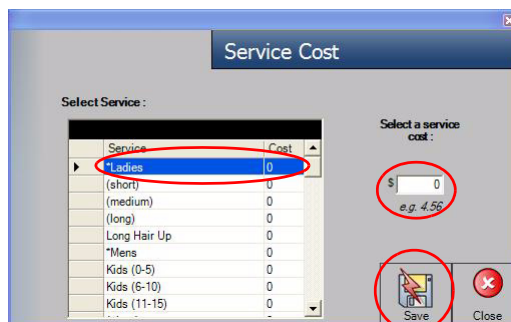 Service Cost
Select Service :
Service Cost
*Ladies 0
(short) 0
(medium) 0
(long) 0
Long Hair Up 0
*Mens 0
Kids (0-5) 0
Kids (6-10) 0
Kids (11-15) 0
Select a service
cost :
$ 0
e.g. 4.56
Save
Close